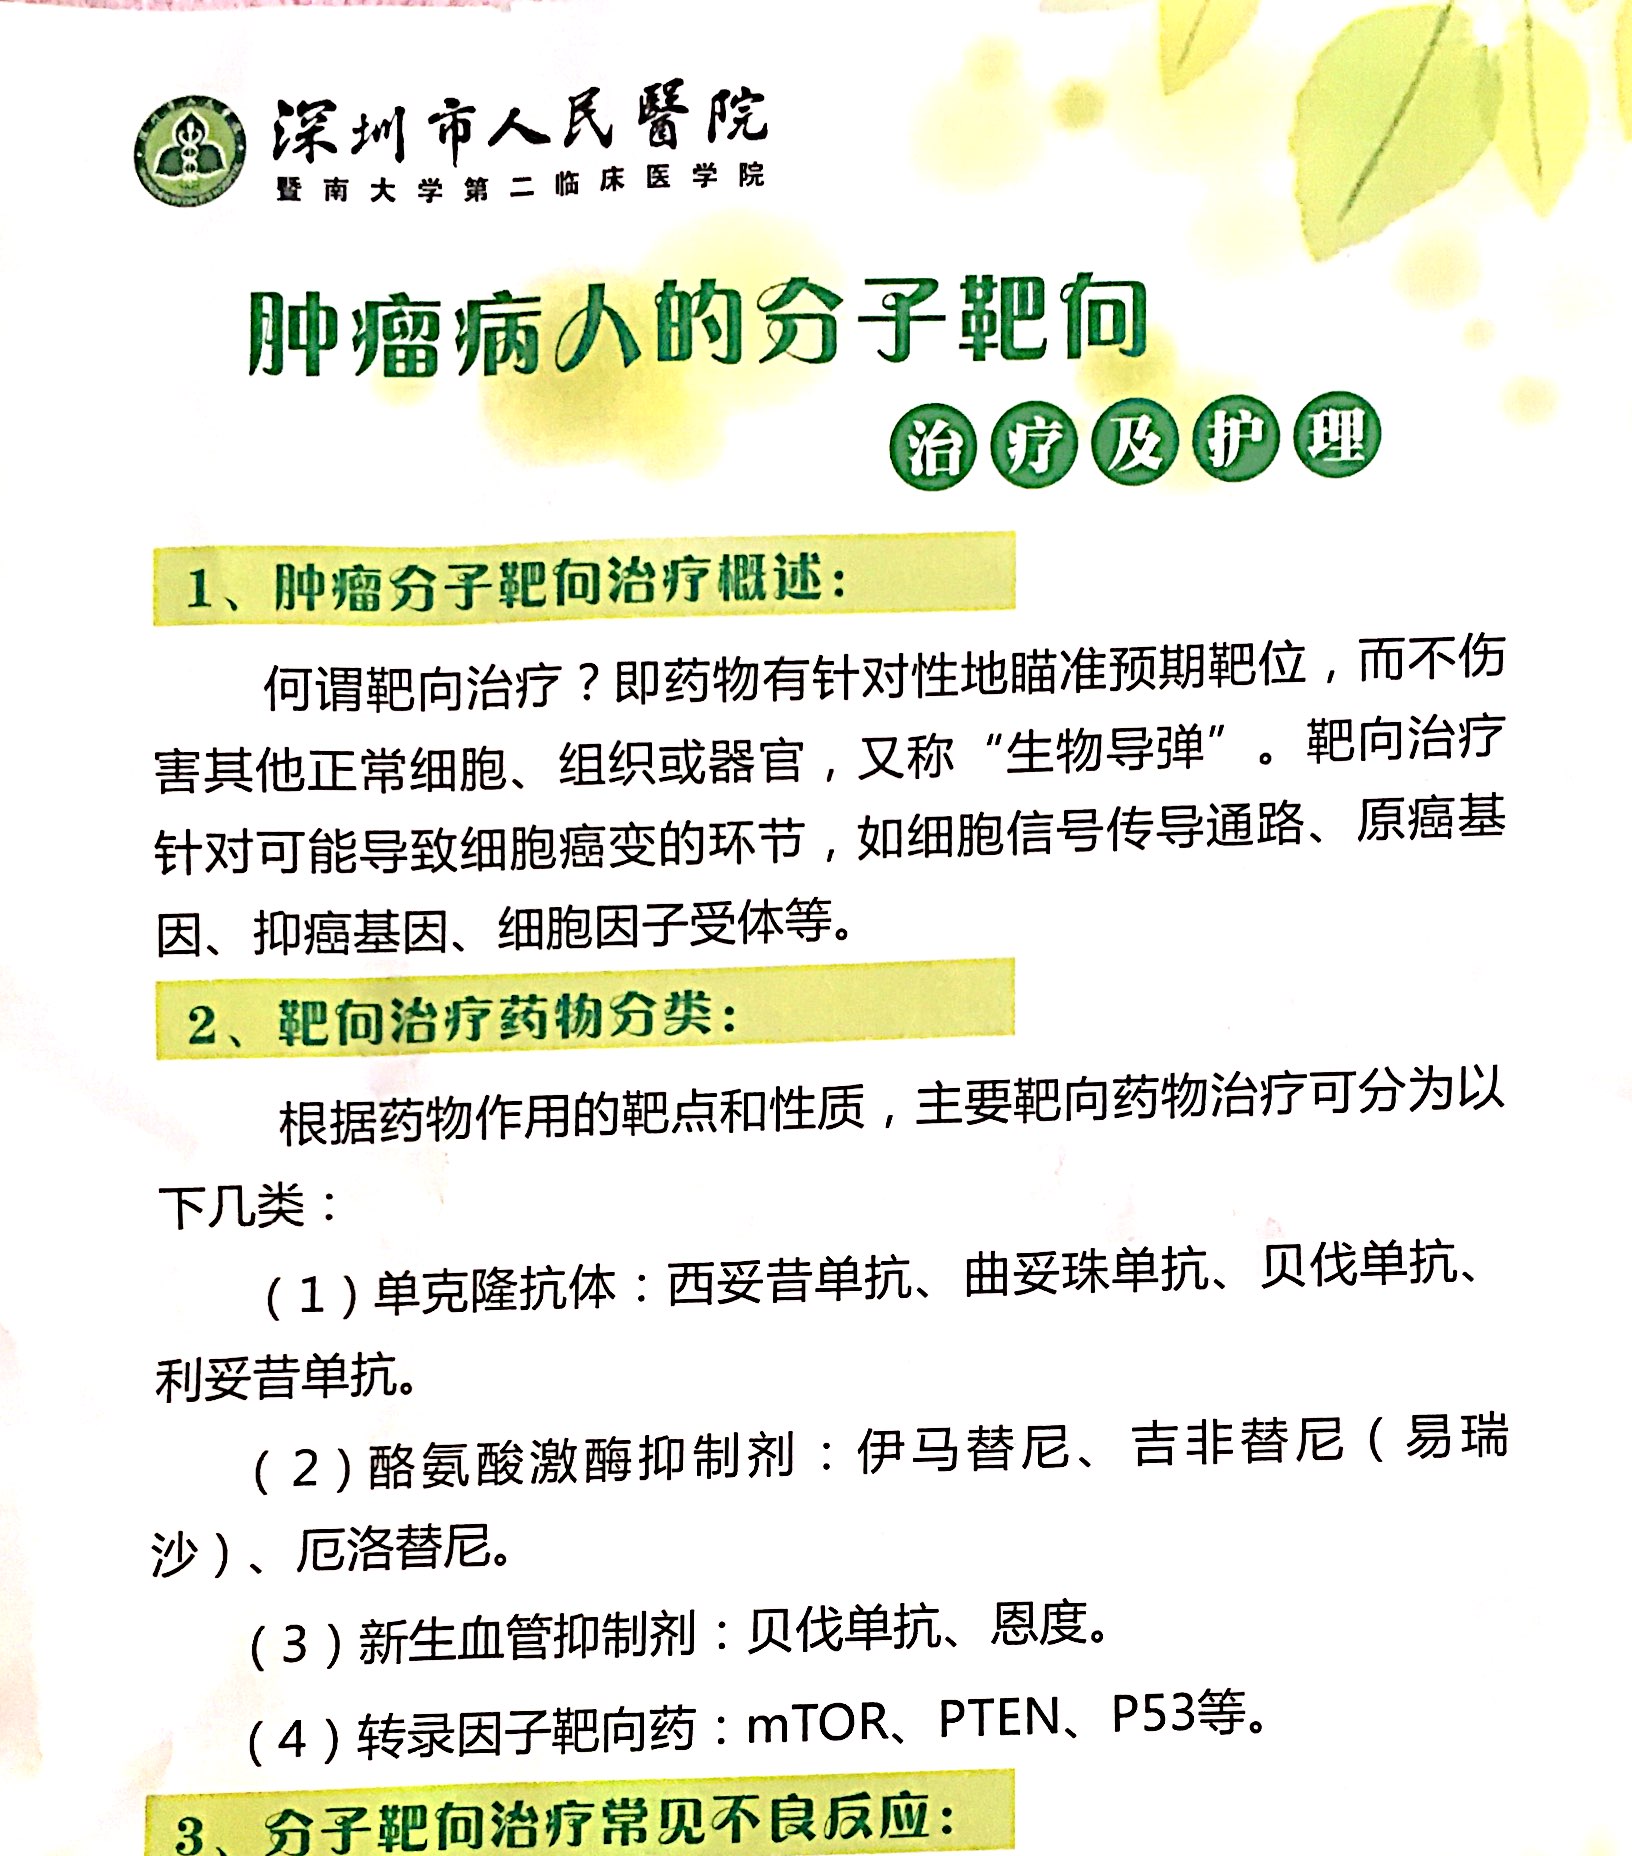 深圳市人民醫院
暨南大学第二临床医学院
肿瘤病人的分子靶向
治疗及护理
1、肿瘤分子靶向治疗概述：
何谓靶向治疗？即药物有针对性地瞄准预期靶位，而不伤
害其他正常细胞、组织或器官，又称“生物导弹”。靶向治疗
针对可能导致细胞癌变的环节，如细胞信号传导通路、原癌基
因、抑癌基因、细胞因子受体等。
2、靶向治疗药物分类：
根据药物作用的靶点和性质，主要靶向药物治疗可分为以
下几类：
（1）单克隆抗体：西妥昔单抗、曲妥珠单抗、贝伐单抗、
利妥昔单抗。
（2）酪氨酸激酶抑制剂：伊马替尼、吉非替尼（易瑞
沙）、厄洛替尼。
（3）新生血管抑制剂：贝伐单抗、恩度。
（4）转录因子靶向药：mTOR、PTEN、P53等。
3、分子靶向治疗常见不良反应：